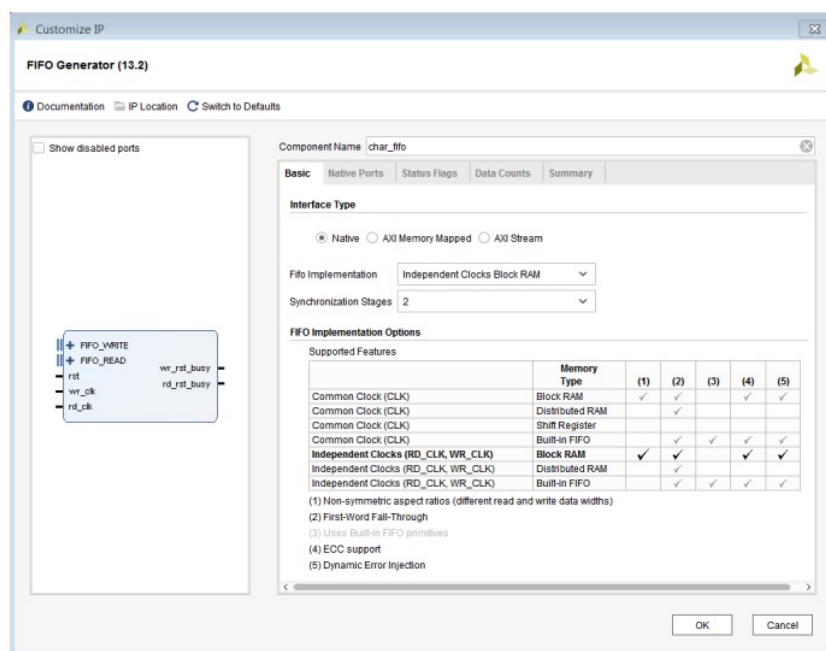 Customize IP
FIFO Generator (13.2)
Documentation IP Location Switch to Defaults
Show disabled ports
FIFO_WRITE
FIFO_READ
rst
wr_clk
rd_clk
wr_rst_busy
rd_rst_busy
Component Name char_fifo
Basic Native Ports Status Flags Data Counts Summary
Interface Type
Native AXI Memory Mapped AXI Stream
Fifo Implementation Independent Clocks Block RAM
Synchronization Stages 2
FIFO Implementation Options
Supported Features
Memory Type (1) (2) (3) (4) (5)
Common Clock (CLK) Block RAM ✓ ✓ ✓ ✓
Common Clock (CLK) Distributed RAM ✓
Common Clock (CLK) Shift Register
Common Clock (CLK) Built-in FIFO ✓ ✓ ✓ ✓
Independent Clocks (RD_CLK, WR_CLK) Block RAM ✓ ✓ ✓ ✓
Independent Clocks (RD_CLK, WR_CLK) Distributed RAM ✓
Independent Clocks (RD_CLK, WR_CLK) Built-in FIFO ✓ ✓ ✓ ✓
(1) Non-symmetric aspect ratios (different read and write data widths)
(2) First-Word Fall-Through
(3) Uses Built-in FIFO primitives
(4) ECC support
(5) Dynamic Error Injection
OK Cancel